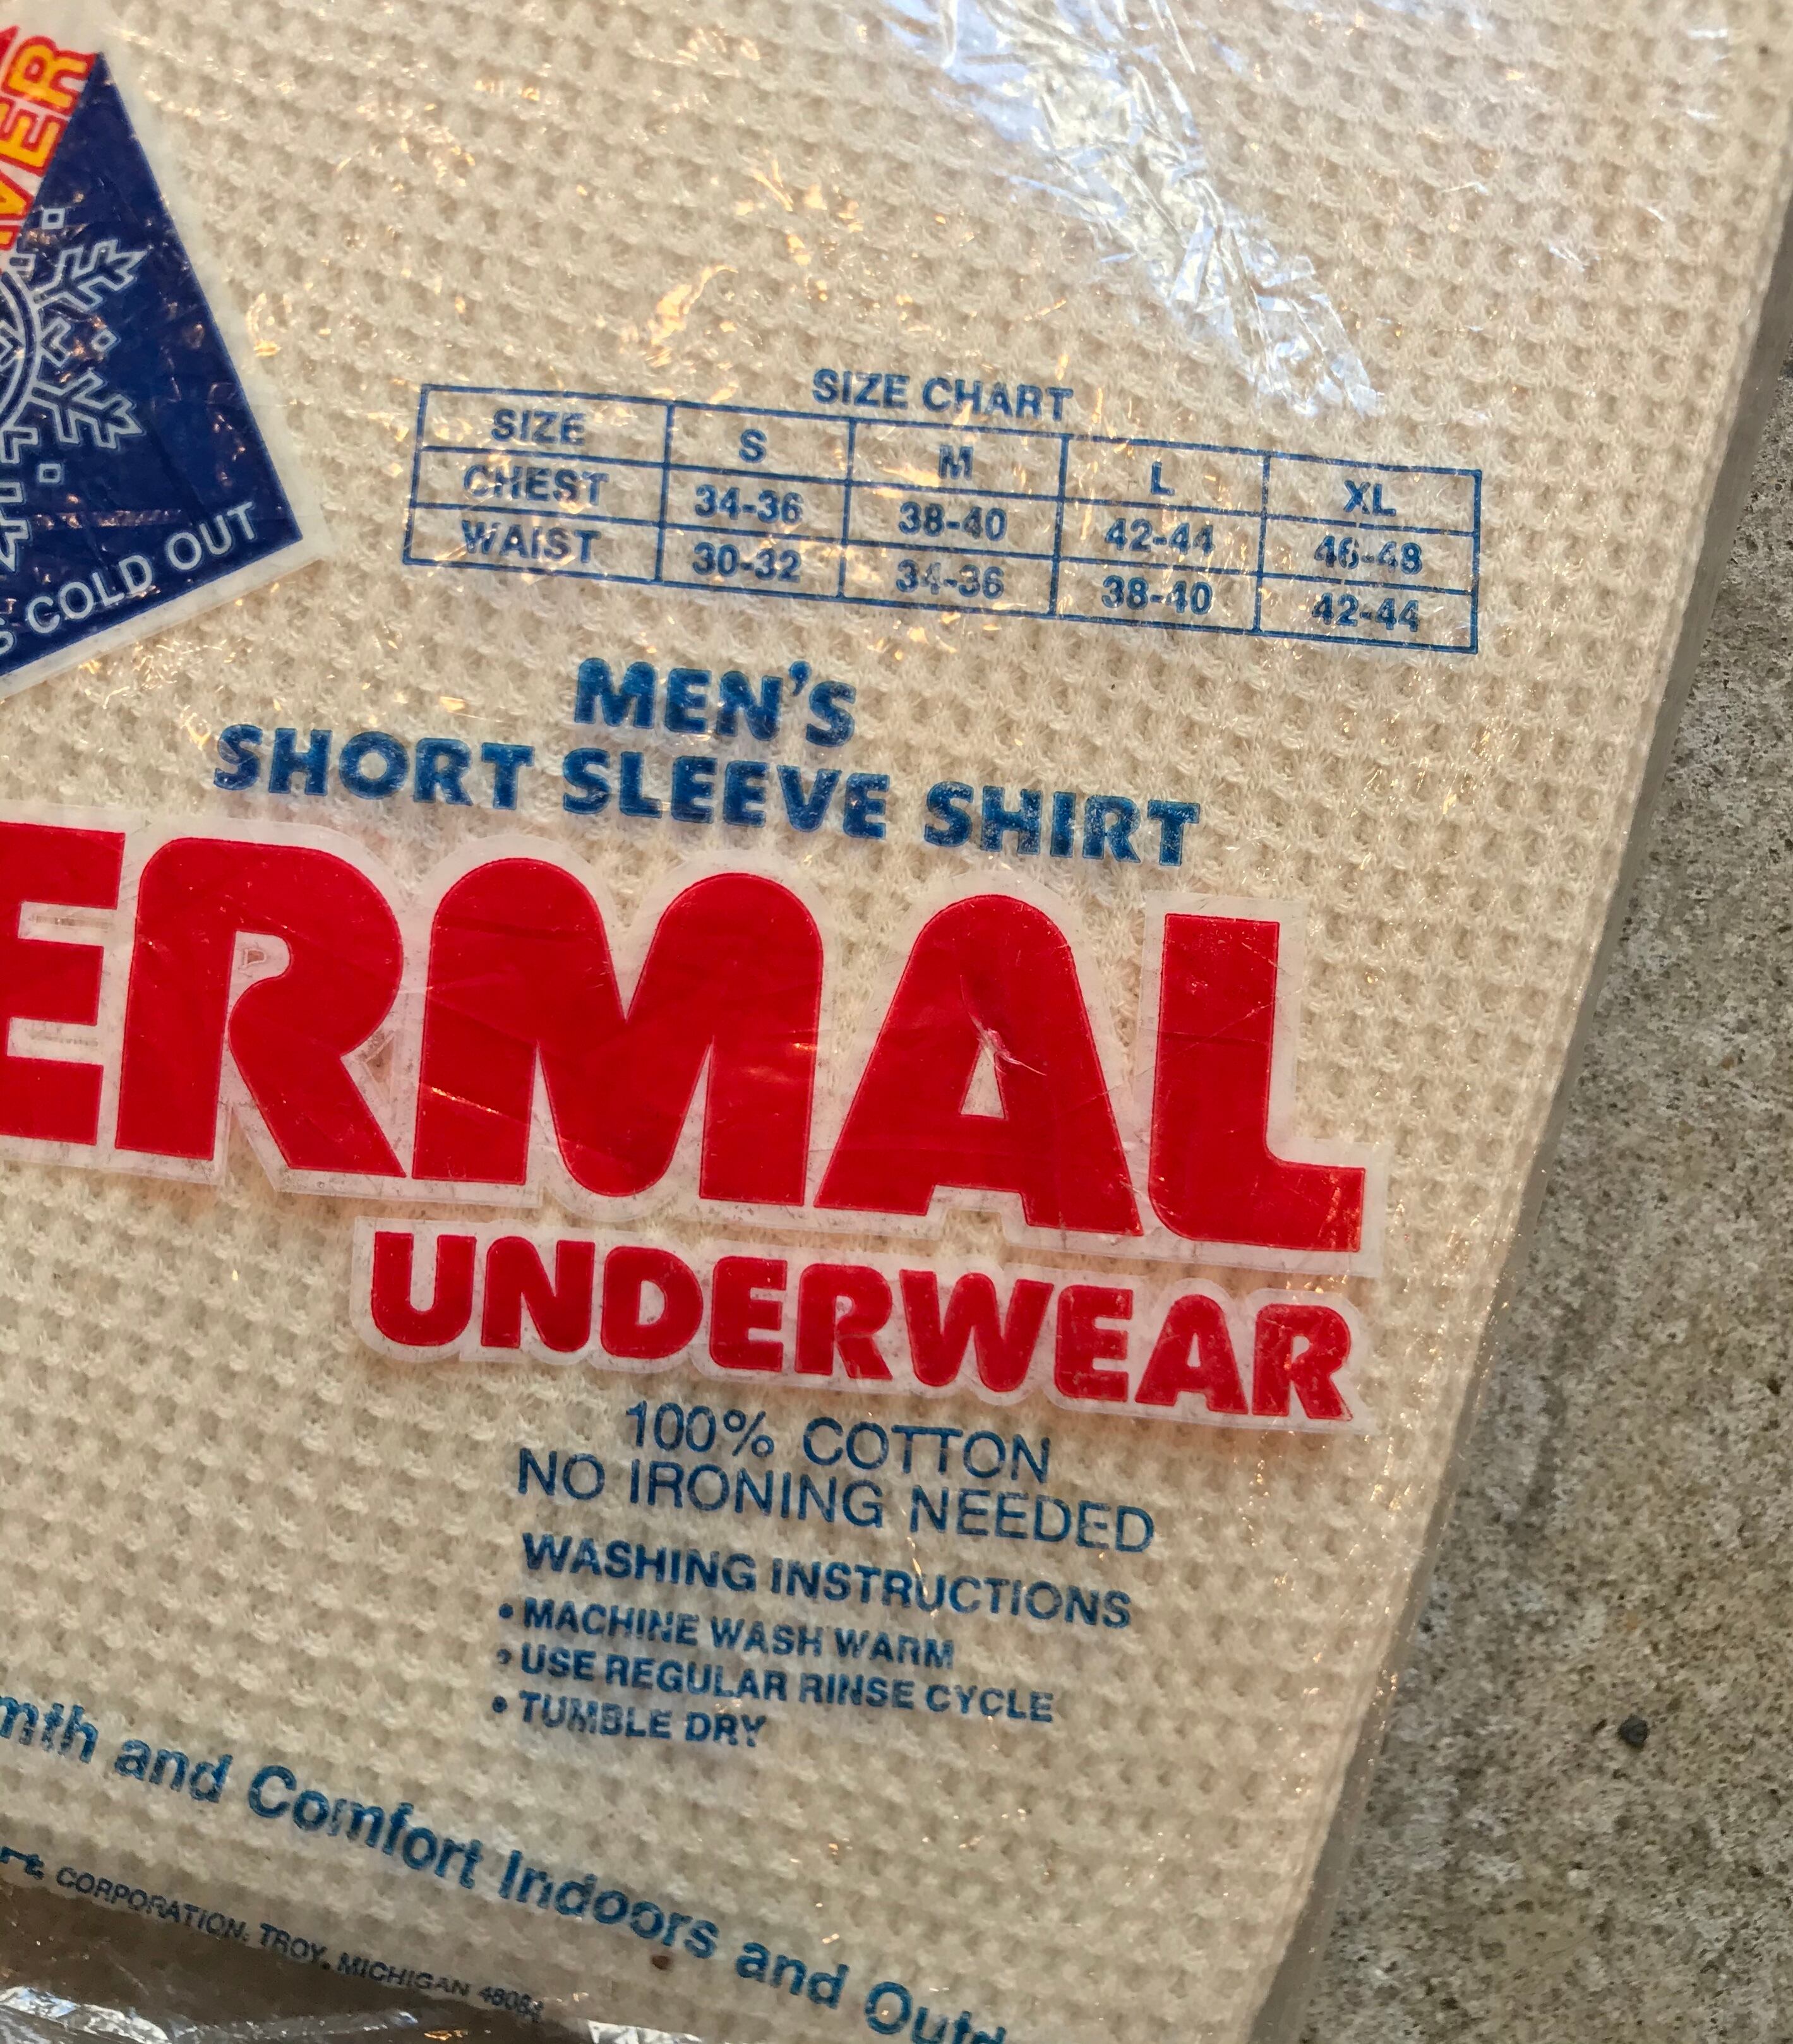 COLD OUT
SIZE CHART
SIZE S M L XL
CHEST 34-36 38-40 42-44 46-48
WAIST 30-32 34-36 38-40 42-44
MEN'S
SHORT SLEEVE SHIRT
ERMAL
UNDERWEAR
100% COTTON
NO IRONING NEEDED
WASHING INSTRUCTIONS
• MACHINE WASH WARM
• USE REGULAR RINSE CYCLE
• TUMBLE DRY
mth and Comfort Indoors and Outd
CORPORATION, TROY, MICHIGAN